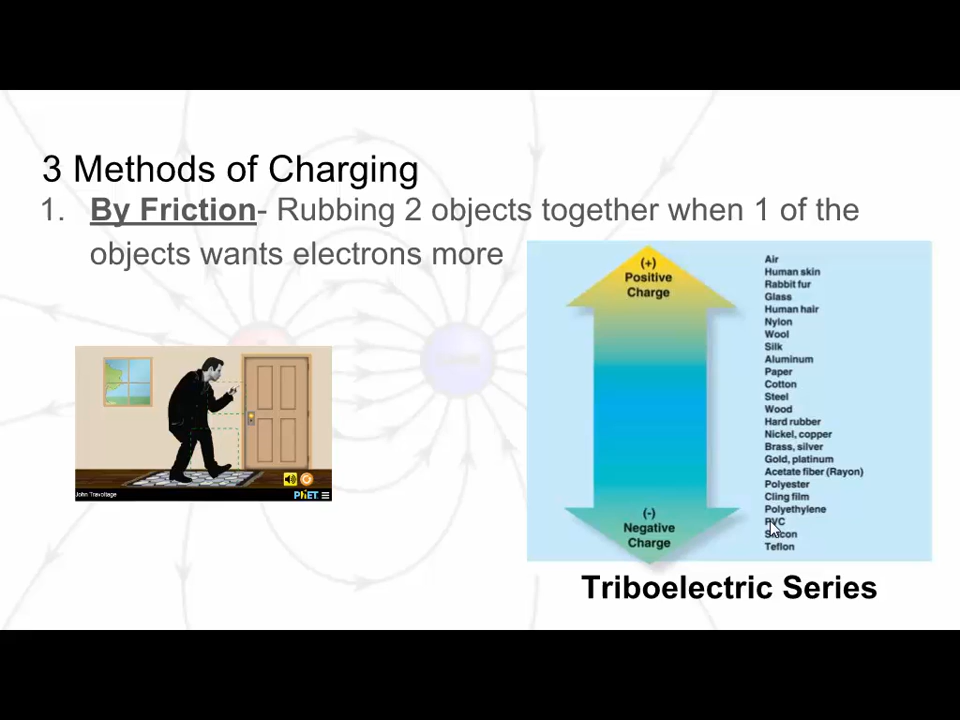 3 Methods of Charging
1. By Friction- Rubbing 2 objects together when 1 of the
objects wants electrons more
(+)
Positive
Charge
(-)
Negative
Charge
Air
Human skin
Rabbit fur
Glass
Human hair
Nylon
Wool
Silk
Aluminum
Paper
Cotton
Steel
Wood
Hard rubber
Nickel, copper
Brass, silver
Gold, platinum
Acetate fiber (Rayon)
Polyester
Cling film
Polyethylene
PVC
Teflon
John Travoltage
PhET
Triboelectric Series